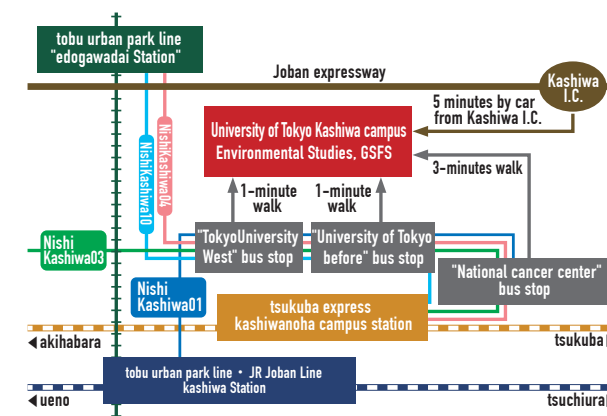 tobu urban park line
"edogawadai Station"
Joban expressway
Kashiwa
I.C.
5 minutes by car
from Kashiwa I.C.
University of Tokyo Kashiwa campus
Environmental Studies, GSFS
3-minutes walk
NishiKashiwa04
NishiKashiwa10
1-minute
walk
1-minute
walk
Nishi
Kashiwa03
"TokyoUniversity
West" bus stop
"University of Tokyo
before" bus stop
"National cancer center"
bus stop
Nishi
Kashiwa01
tsukuba express
kashiwanoha campus station
akihabara
tsukuba
tobu urban park line・JR Joban Line
kashiwa Station
ueno
tsuchiura